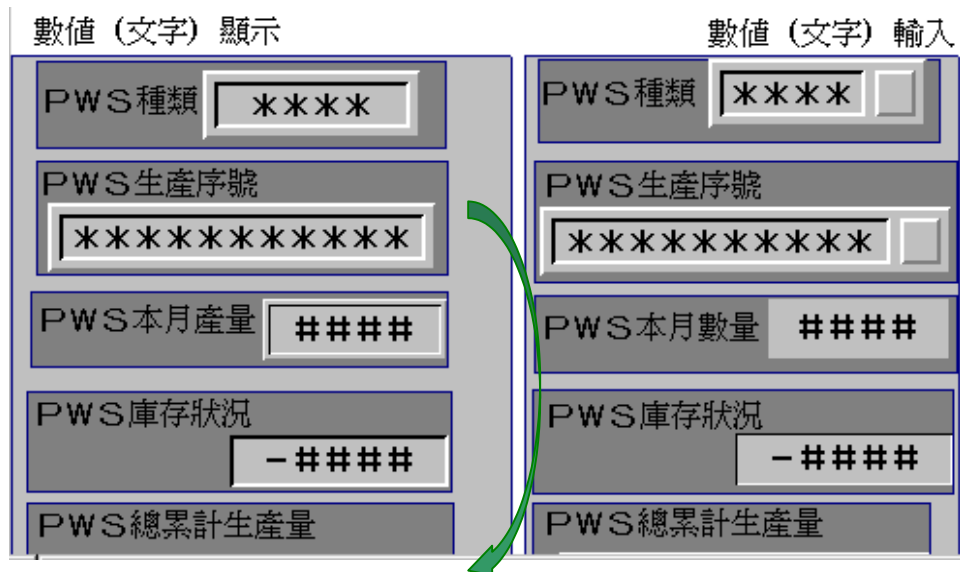 數值 (文字) 顯示
PWS種類 ****
PWS生產序號
***********
PWS本月產量 ####
PWS庫存狀況
-####
PWS總累計生產量
數值 (文字) 輸入
PWS種類 ****
PWS生產序號
**********
PWS本月數量 ####
PWS庫存狀況
-####
PWS總累計生產量